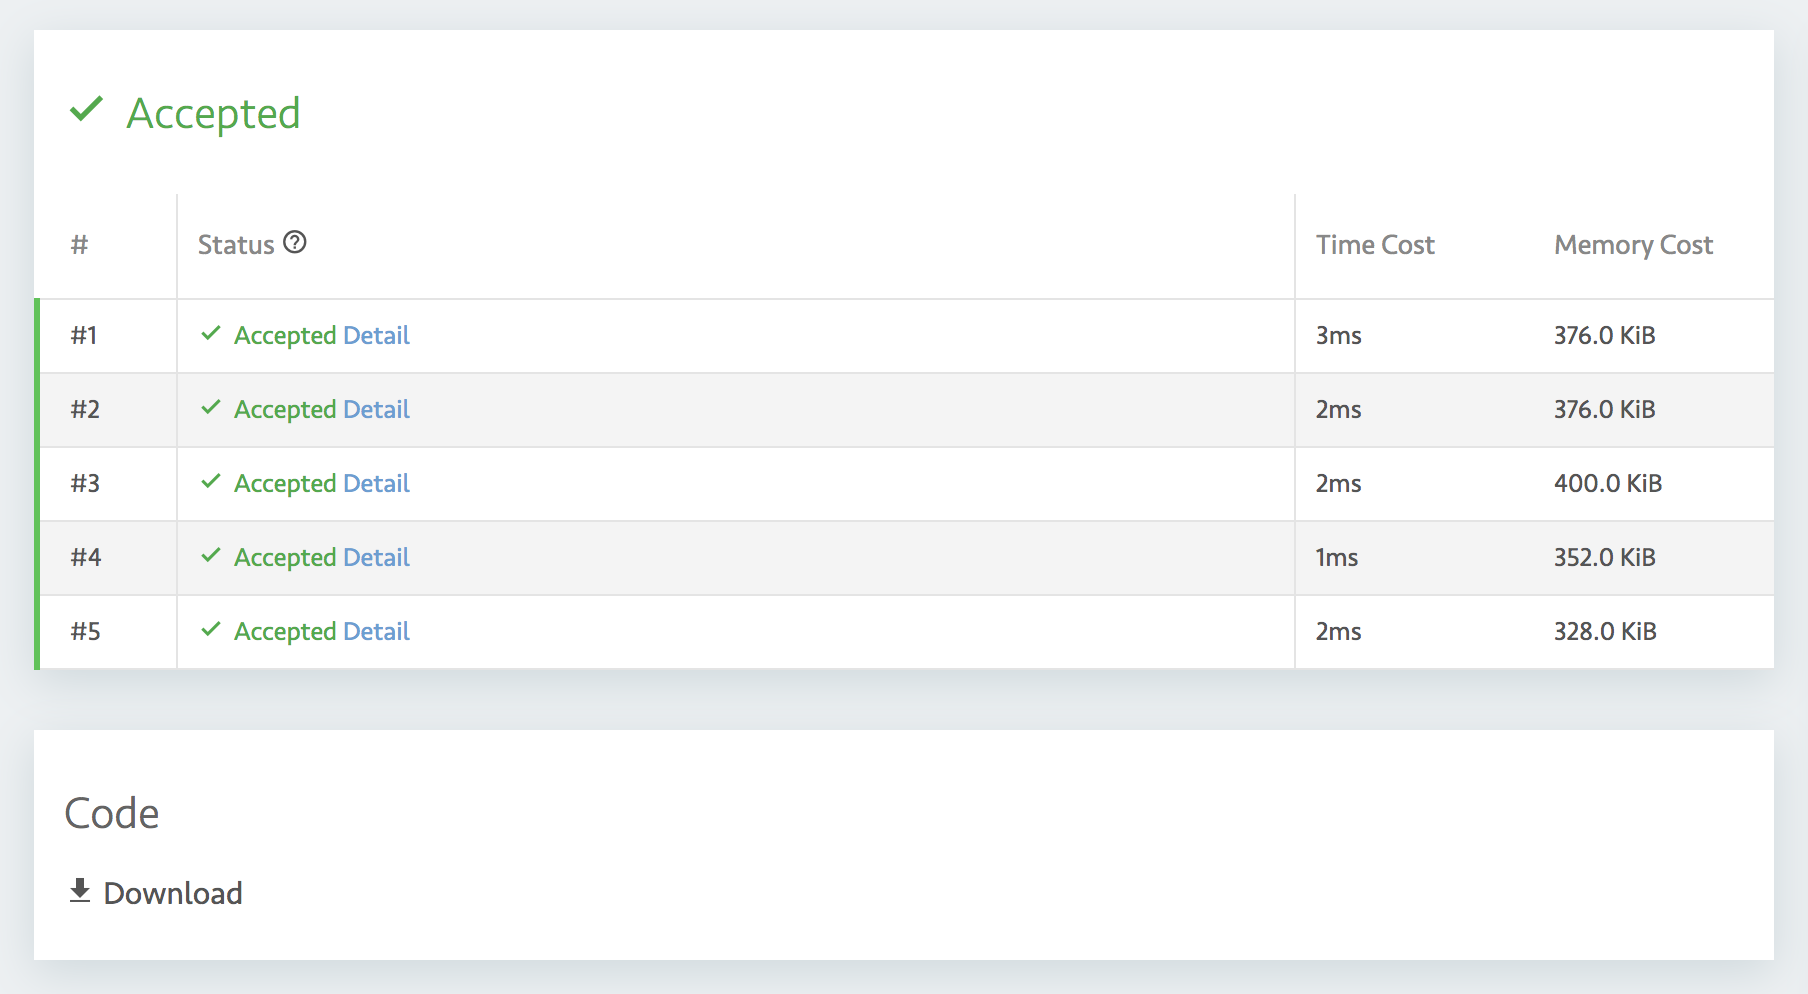 Accepted
# Status Time Cost Memory Cost
#1 Accepted Detail 3ms 376.0 KiB
#2 Accepted Detail 2ms 376.0 KiB
#3 Accepted Detail 2ms 400.0 KiB
#4 Accepted Detail 1ms 352.0 KiB
#5 Accepted Detail 2ms 328.0 KiB
Code
Download